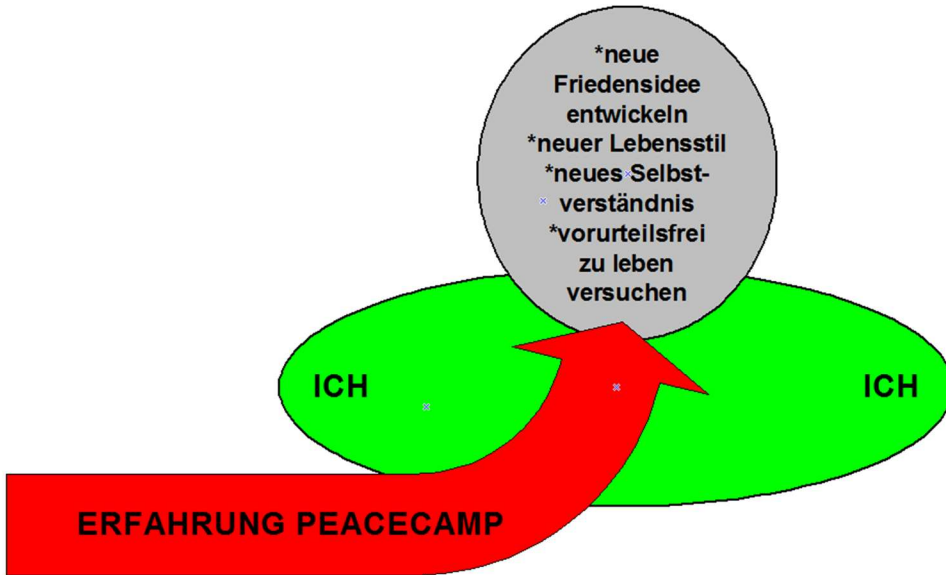 *neue
Friedensidee
entwickeln
*neuer Lebensstil
*neues Selbst-
verständnis
*vorurteilsfrei
zu leben
versuchen
ICH
ICH
ERFAHRUNG PEACECAMP